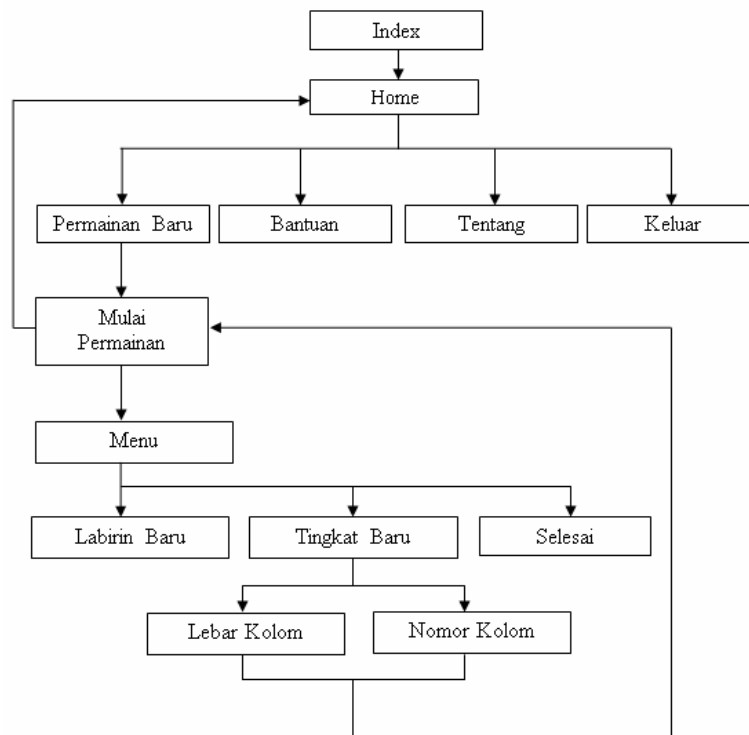 Index
Home
Permainan Baru
Bantuan
Tentang
Keluar
Mulai
Permainan
Menu
Labirin Baru
Tingkat Baru
Selesai
Lebar Kolom
Nomor Kolom